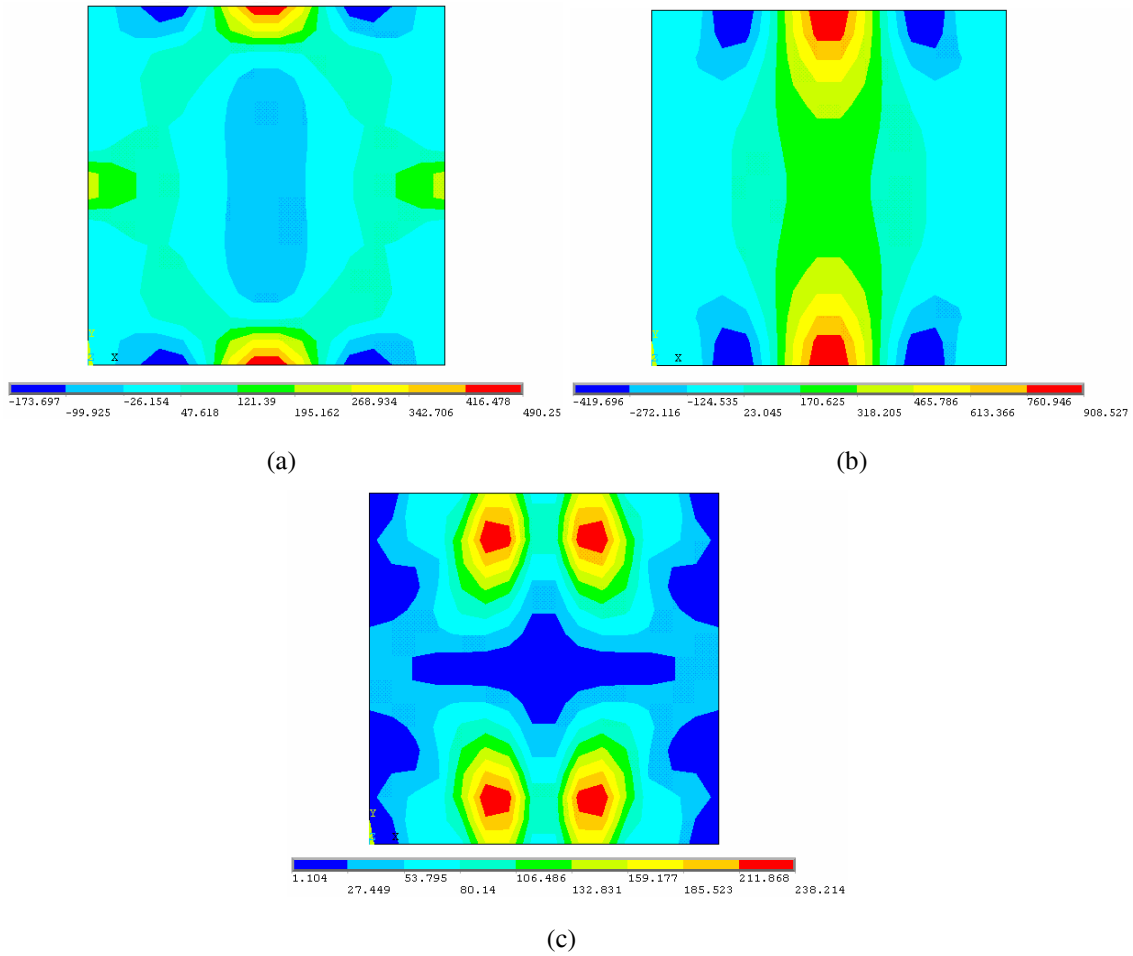 Y
Z X
-173.697 -26.154 121.39 268.934 416.478
-99.925 47.618 195.162 342.706 490.25
(a)
Y
Z X
-419.696 -124.535 170.625 465.786 760.946
-272.116 23.045 318.205 613.366 908.527
(b)
Y
1.104 53.795 106.486 159.177 211.868
27.449 80.14 132.831 185.523 238.214
(c)